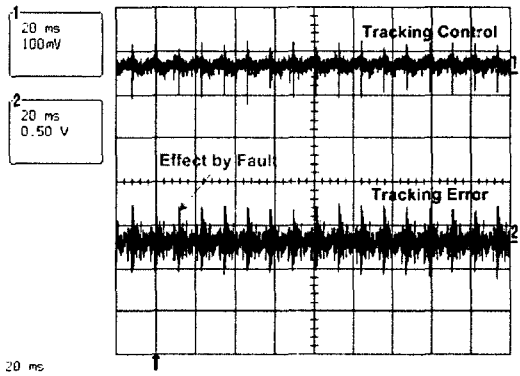 1
20 ms
100mV
Tracking Control
1
2
20 ms
0.50 V
Effect by Fault
Tracking Error
2
20 ms